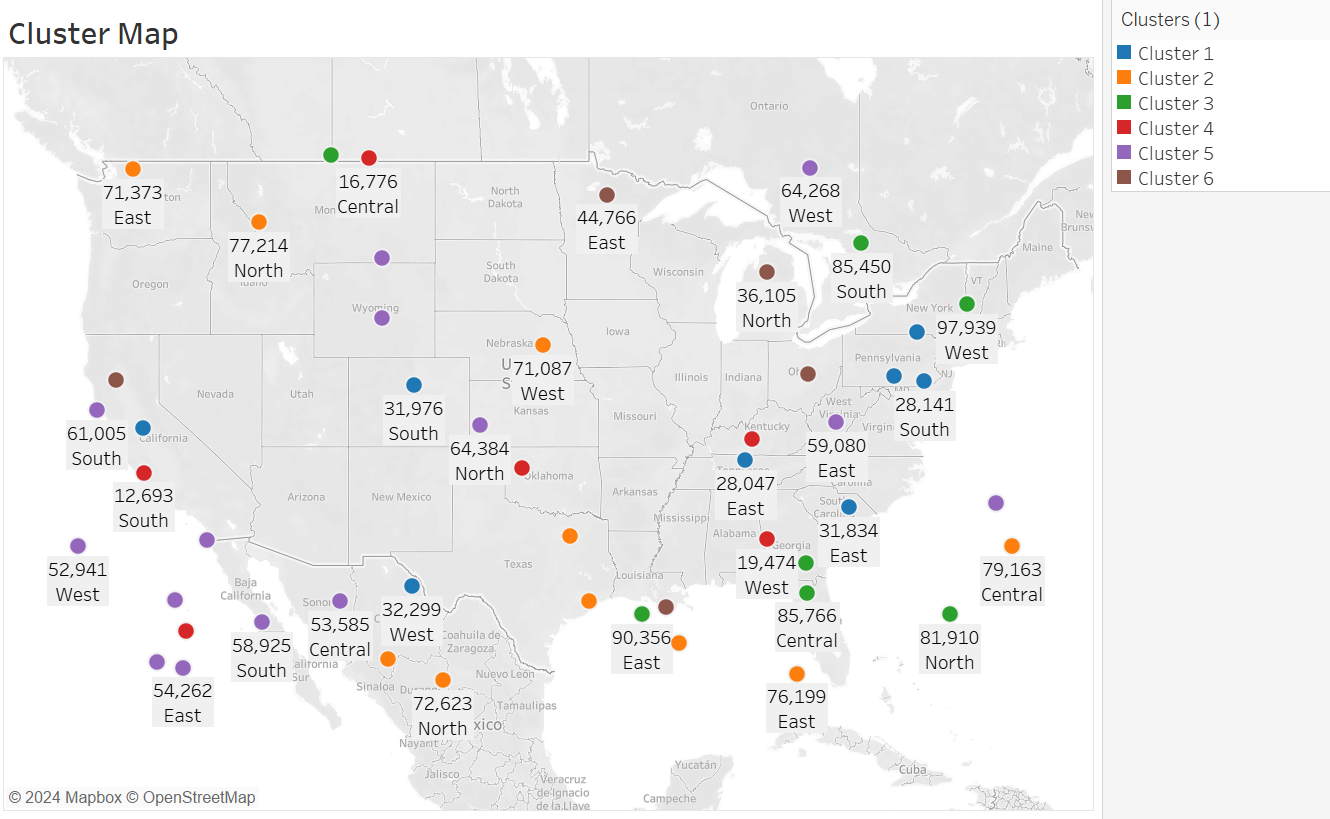 Cluster Map
Clusters (1)
Cluster 1
Cluster 2
Cluster 3
Cluster 4
Cluster 5
Cluster 6
Ontario
71,373
East
ton
16,776
Central
Mon
North
Dakota
44,766
East
64,268
West
New
Maine
77,214
North
Idaho
Oregon
South
Dakota
Wisconsin
36,105
North
85,450
South
VT
New York
97,939
West
Wyoming
Iowa
Nebraska
71,087
West
U
S
Pennsylvania
NJ
MD
28,141
South
Nevada
Utah
31,976
South
Kansas
Illinois
Indiana
Oh
Missouri
West
Virginia
Virgini
61,005
South
California
64,384
North
Kentucky
59,080
East
Carolina
12,693
South
Arizona
New Mexico
Oklahoma
Arkansas
Tennessee
28,047
East
South
Carolina
31,834
East
Mississippi
Alabama
Georgia
19,474
West
52,941
West
Texas
Louisiana
79,163
Central
Baja
California
Sonor
53,585
Central
32,299
West
C
Coahuila de
Zaragoza
58,925
South
alifornia
Sur
90,356
East
85,766
Central
81,910
North
54,262
East
Sinaloa
Nuevo León
72,623
North
Tamaulipas
xico
76,199
East
Nayarit
Jalisco
Veracruz
de Ignacio
de la Llave
Yucatán
Campeche
Cuba
© 2024 Mapbox © OpenStreetMap